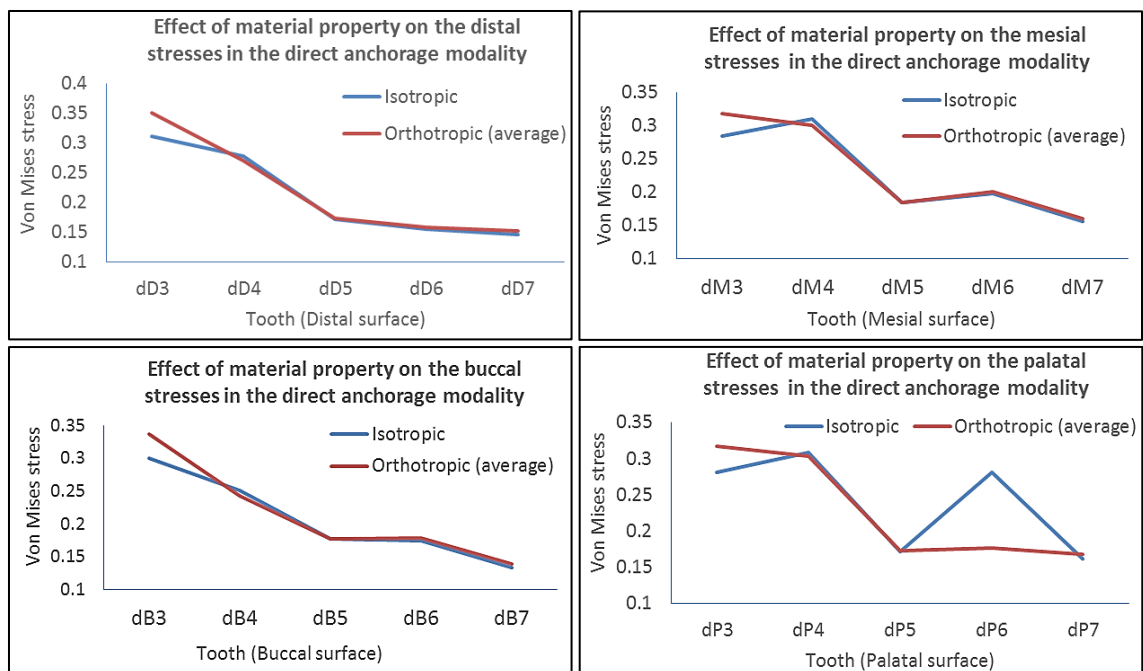 Effect of material property on the distal
stresses in the direct anchorage modality
Von Mises stress
0.4
0.35
0.3
0.25
0.2
0.15
0.1
Isotropic
Orthotropic (average)
dD3 dD4 dD5 dD6 dD7
Tooth (Distal surface)
Effect of material property on the mesial
stresses in the direct anchorage modality
Von Mises stress
0.35
0.3
0.25
0.2
0.15
0.1
Isotropic
Orthotropic (average)
dM3 dM4 dM5 dM6 dM7
Tooth (Mesial surface)
Effect of material property on the buccal
stresses in the direct anchorage modality
Von Mises stress
0.35
0.3
0.25
0.2
0.15
0.1
Isotropic
Orthotropic (average)
dB3 dB4 dB5 dB6 dB7
Tooth (Buccal surface)
Effect of material property on the palatal
stresses in the direct anchorage modality
Von Mises stress
0.35
0.3
0.25
0.2
0.15
0.1
Isotropic Orthotropic (average)
dP3 dP4 dP5 dP6 dP7
Tooth (Palatal surface)